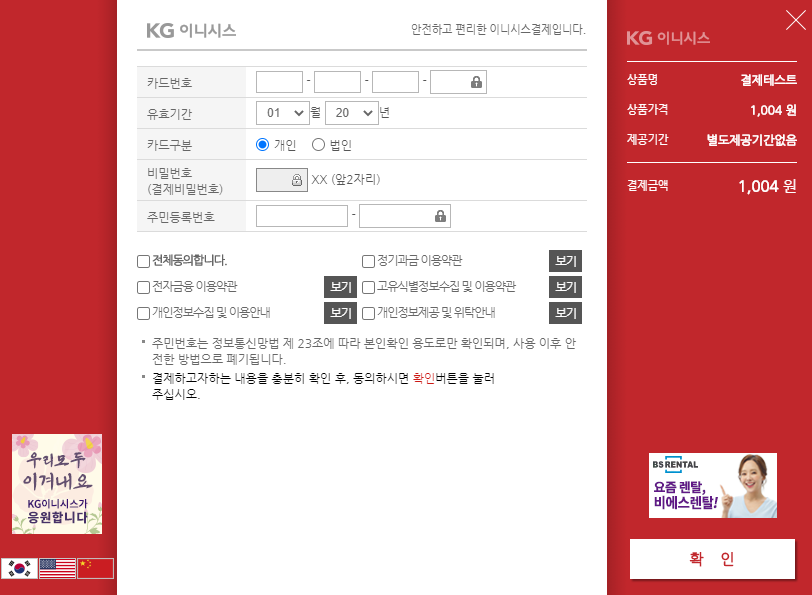 KG 이니시스
안전하고 편리한 이니시스결제입니다.
카드번호 - - -
유효기간 01 월 20 년
카드구분 개인 법인
비밀번호
(결제비밀번호) XX (앞2자리)
주민등록번호 -
전체동의합니다.
정기과금 이용약관 보기
전자금융 이용약관 보기
고유식별정보수집 및 이용약관 보기
개인정보수집 및 이용안내 보기
개인정보제공 및 위탁안내 보기
주민번호는 정보통신망법 제 23조에 따라 본인확인 용도로만 확인되며, 사용 이후 안
전한 방법으로 폐기됩니다.
결제하고자하는 내용을 충분히 확인 후, 동의하시면 확인버튼을 눌러
주십시오.
우리모두
이겨내요
KG이니시스가
응원합니다
KG 이니시스
상품명 결제테스트
상품가격 1,004 원
제공기간 별도제공기간없음
결제금액 1,004 원
BSRENTAL
요즘 렌탈,
비에스렌탈!
확 인